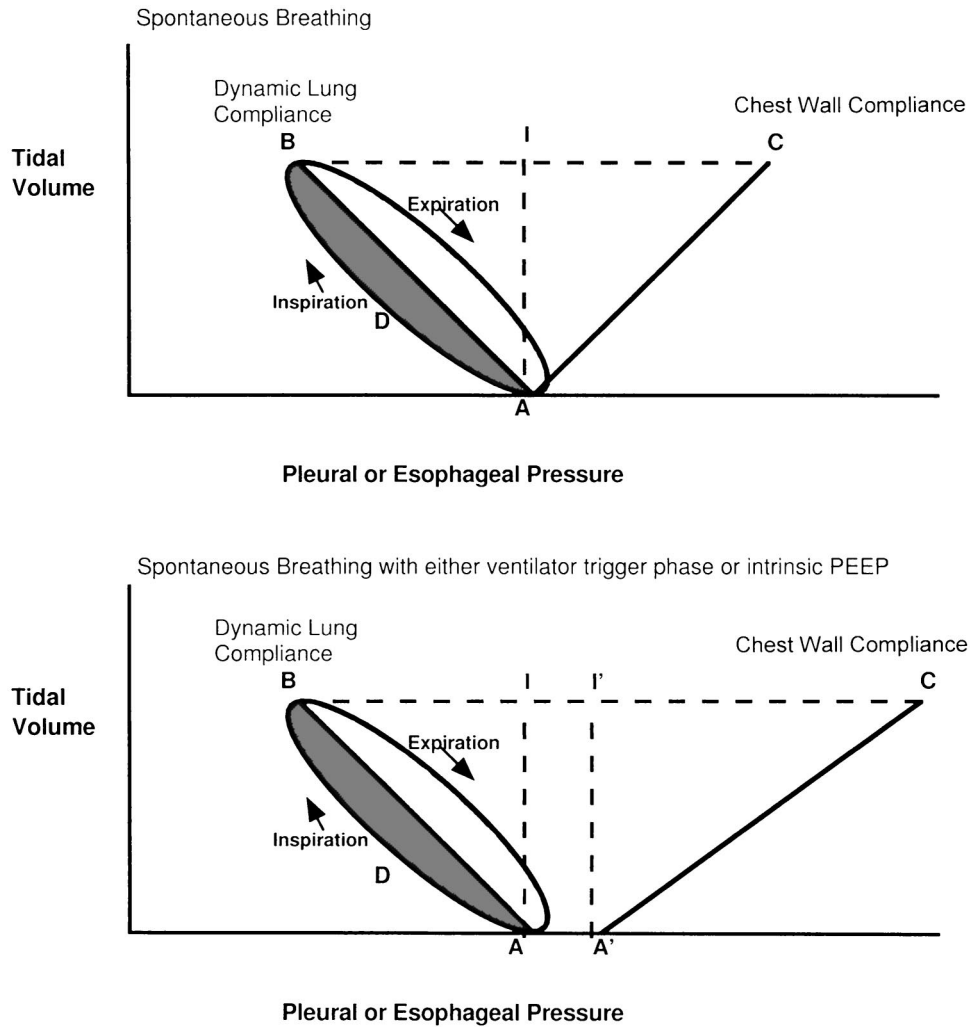 Spontaneous Breathing
Dynamic Lung
Compliance
Chest Wall Compliance
B
I
C
Tidal
Volume
Expiration
Inspiration
D
A
Pleural or Esophageal Pressure
Spontaneous Breathing with either ventilator trigger phase or intrinsic PEEP
Dynamic Lung
Compliance
Chest Wall Compliance
B
I
I'
C
Tidal
Volume
Expiration
Inspiration
D
A
A'
Pleural or Esophageal Pressure